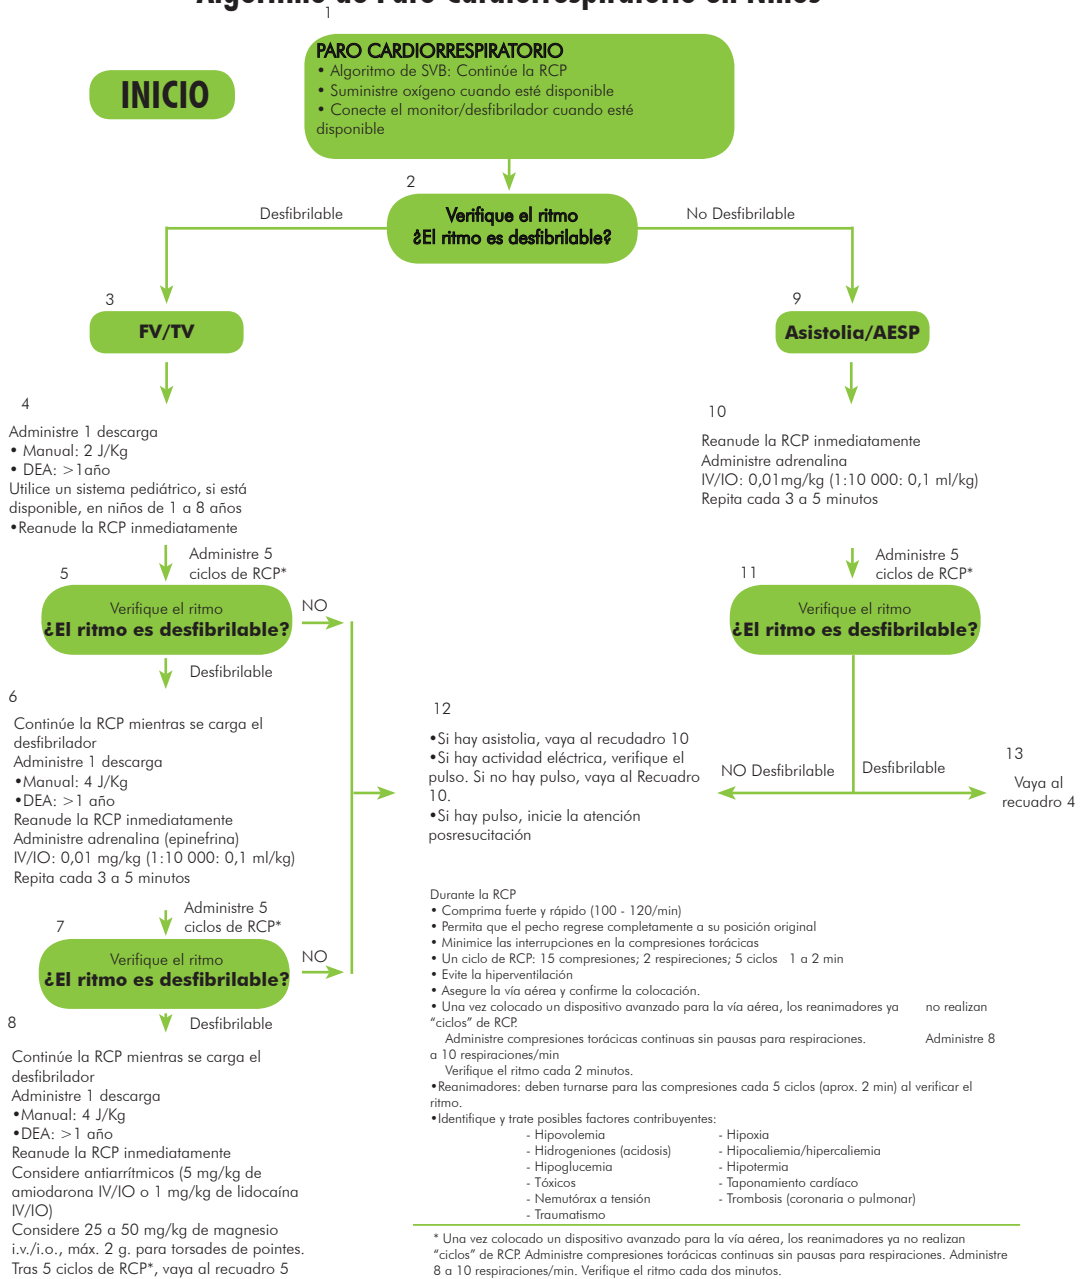 Algoritmo de Paro Cardiorrespiratorio en Niños
1
INICIO
PARO CARDIORRESPIRATORIO
• Algoritmo de SVB: Continúe la RCP
• Suministre oxígeno cuando esté disponible
• Conecte el monitor/desfibrilador cuando esté
disponible
2
Verifique el ritmo
¿El ritmo es desfibrilable?
Desfibrilable
No Desfibrilable
3
FV/TV
9
Asistolia/AESP
4
Administre 1 descarga
• Manual: 2 J/Kg
• DEA: >1año
Utilice un sistema pediátrico, si está
disponible, en niños de 1 a 8 años
•Reanude la RCP inmediatamente
10
Reanude la RCP inmediatamente
Administre adrenalina
IV/IO: 0,01mg/kg (1:10 000: 0,1 ml/kg)
Repita cada 3 a 5 minutos
Administre 5
ciclos de RCP*
5
Verifique el ritmo
¿El ritmo es desfibrilable?
NO
Desfibrilable
Administre 5
ciclos de RCP*
11
Verifique el ritmo
¿El ritmo es desfibrilable?
6
Continúe la RCP mientras se carga el
desfibrilador
Administre 1 descarga
•Manual: 4 J/Kg
•DEA: >1 año
Reanude la RCP inmediatamente
Administre adrenalina (epinefrina)
IV/IO: 0,01 mg/kg (1:10 000: 0,1 ml/kg)
Repita cada 3 a 5 minutos
12
•Si hay asistolia, vaya al recudadro 10
•Si hay actividad eléctrica, verifique el
pulso. Si no hay pulso, vaya al Recuadro
10.
•Si hay pulso, inicie la atención
posresucitación
NO Desfibrilable
Desfibrilable
13
Vaya al
recuadro 4
Administre 5
ciclos de RCP*
7
Verifique el ritmo
¿El ritmo es desfibrilable?
NO
Desfibrilable
8
Continúe la RCP mientras se carga el
desfibrilador
Administre 1 descarga
•Manual: 4 J/Kg
•DEA: >1 año
Reanude la RCP inmediatamente
Considere antiarrítmicos (5 mg/kg de
amiodarona IV/IO o 1 mg/kg de lidocaína
IV/IO)
Considere 25 a 50 mg/kg de magnesio
i.v./i.o., máx. 2 g. para torsades de pointes.
Tras 5 ciclos de RCP*, vaya al recuadro 5
Durante la RCP
• Comprima fuerte y rápido (100 - 120/min)
• Permita que el pecho regrese completamente a su posición original
• Minimice las interrupciones en la compresiones torácicas
• Un ciclo de RCP: 15 compresiones; 2 respireciones; 5 ciclos 1 a 2 min
• Evite la hiperventilación
• Asegure la vía aérea y confirme la colocación.
• Una vez colocado un dispositivo avanzado para la vía aérea, los reanimadores ya no realizan
“ciclos” de RCP.
Administre compresiones torácicas continuas sin pausas para respiraciones. Administre 8
a 10 respiraciones/min
Verifique el ritmo cada 2 minutos.
•Reanimadores: deben turnarse para las compresiones cada 5 ciclos (aprox. 2 min) al verificar el
ritmo.
•Identifique y trate posibles factores contribuyentes:
- Hipovolemia - Hipoxia
- Hidrogeniones (acidosis) - Hipocaliemia/hipercaliemia
- Hipoglucemia - Hipotermia
- Tóxicos - Taponamiento cardíaco
- Nemutórax a tensión - Trombosis (coronaria o pulmonar)
- Traumatismo
* Una vez colocado un dispositivo avanzado para la vía aérea, los reanimadores ya no realizan
“ciclos” de RCP. Administre compresiones torácicas continuas sin pausas para respiraciones. Administre
8 a 10 respiraciones/min. Verifique el ritmo cada dos minutos.